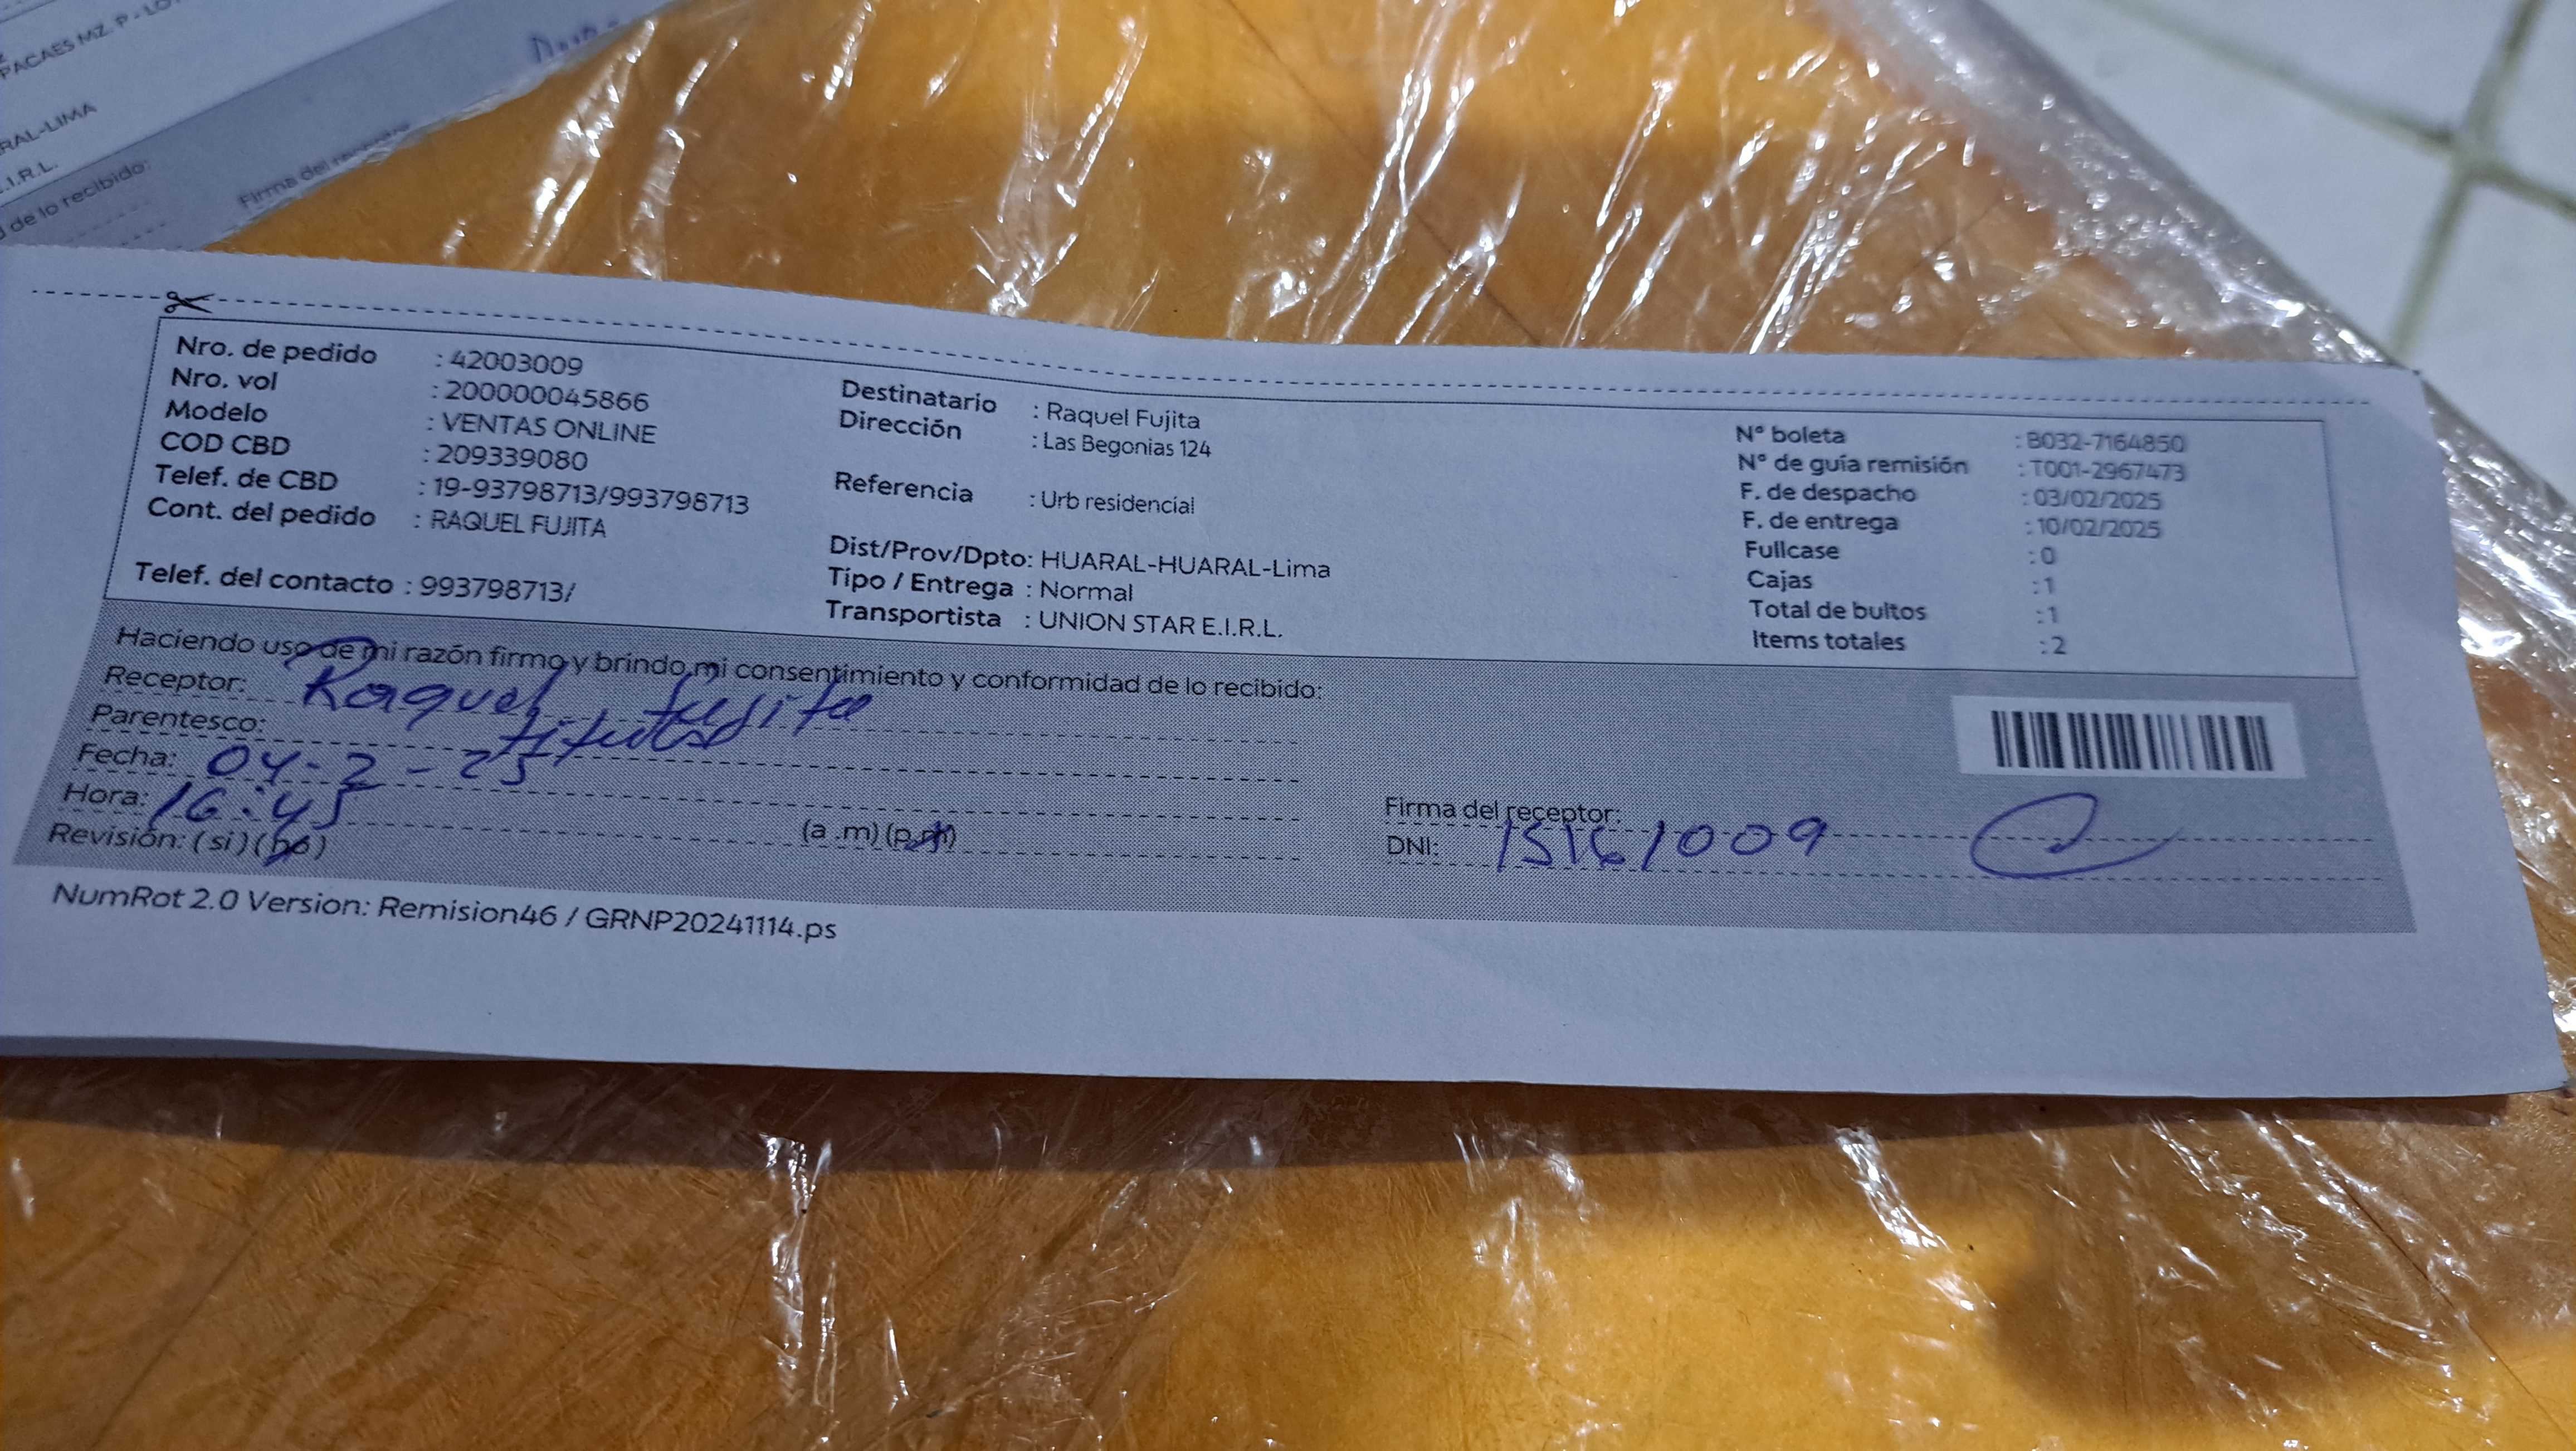 PACAES MZ. P - LO
RAL-LIMA
.I.R.L.
de lo recibido:
Firma del receptor
Nro. de pedido : 42003009
Nro. vol : 200000045866
Modelo : VENTAS ONLINE
COD CBD : 209339080
Telef. de CBD : 19-93798713/993798713
Cont. del pedido : RAQUEL FUJITA
Telef. del contacto : 993798713/
Destinatario : Raquel Fujita
Dirección : Las Begonias 124
Referencia : Urb residencial
Dist/Prov/Dpto: HUARAL-HUARAL-Lima
Tipo / Entrega : Normal
Transportista : UNION STAR E.I.R.L.
N° boleta : B032-7164850
N° de guía remisión : T001-2967473
F. de despacho : 03/02/2025
F. de entrega : 10/02/2025
Fullcase : 0
Cajas : 1
Total de bultos : 1
Items totales : 2
Haciendo uso de mi razón firmo y brindo mi consentimiento y conformidad de lo recibido:
Receptor: Raquel Fujita
Parentesco: titular
Fecha: 04-2-25
Hora: 16:45 (a .m) (p.m)
Revisión: ( si ) ( no )
Firma del receptor:
DNI: 15161009
NumRot 2.0 Version: Remision46 / GRNP20241114.ps